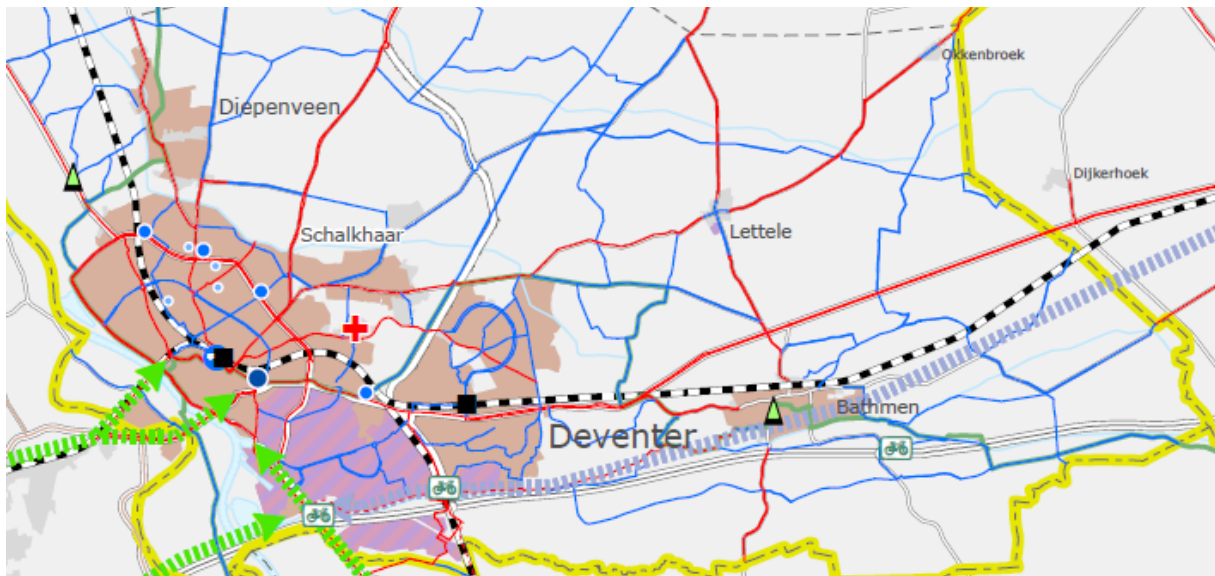 Okkenbroek
Diepenveen
Dijkerhoek
Schalkhaar
Lettele
Bathmen
Deventer